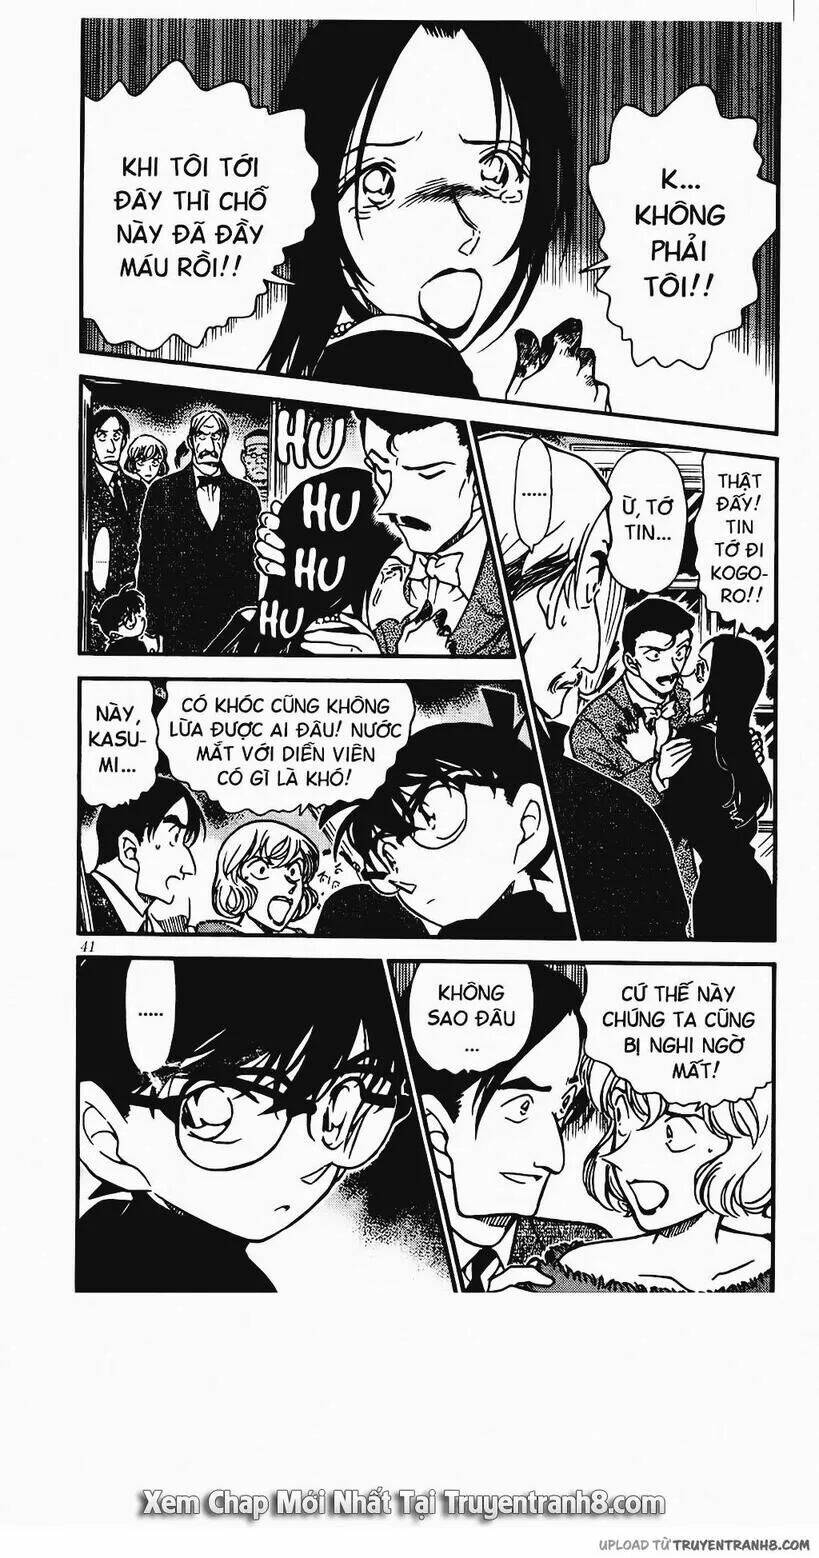 K...
KHÔNG
PHẢI
TÔI!!
KHI TÔI TỚI
ĐÂY THÌ CHỖ
NÀY ĐÃ ĐẦY
MÁU RỒI!!
THẬT
ĐẤY!
TIN
TỚ ĐI
KOGO-
RO!!
Ừ, TỚ
TIN...
......
HU
HU
HU
HU
......
CÓ KHÓC CŨNG KHÔNG
LỪA ĐƯỢC AI ĐÂU! NƯỚC
MẮT VỚI DIỄN VIÊN
CÓ GÌ LÀ KHÓ!
NÀY,
KASU-
MI...
41
CỨ THẾ NÀY
CHÚNG TA CŨNG
BỊ NGHI NGỜ
MẤT!
KHÔNG
SAO ĐÂU
...
.....
Xem Chap Mới Nhất Tại Truyentranh8.com
UPLOAD TỪ TRUYENTRANH8.COM